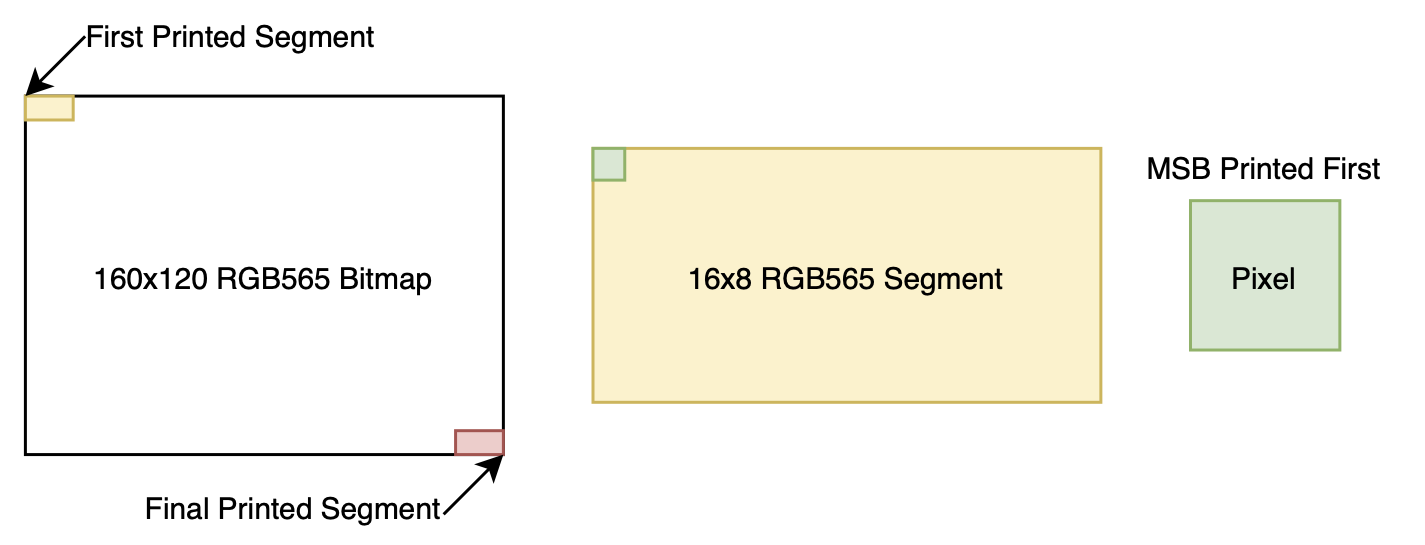 First Printed Segment
MSB Printed First
160x120 RGB565 Bitmap
16x8 RGB565 Segment
Pixel
Final Printed Segment